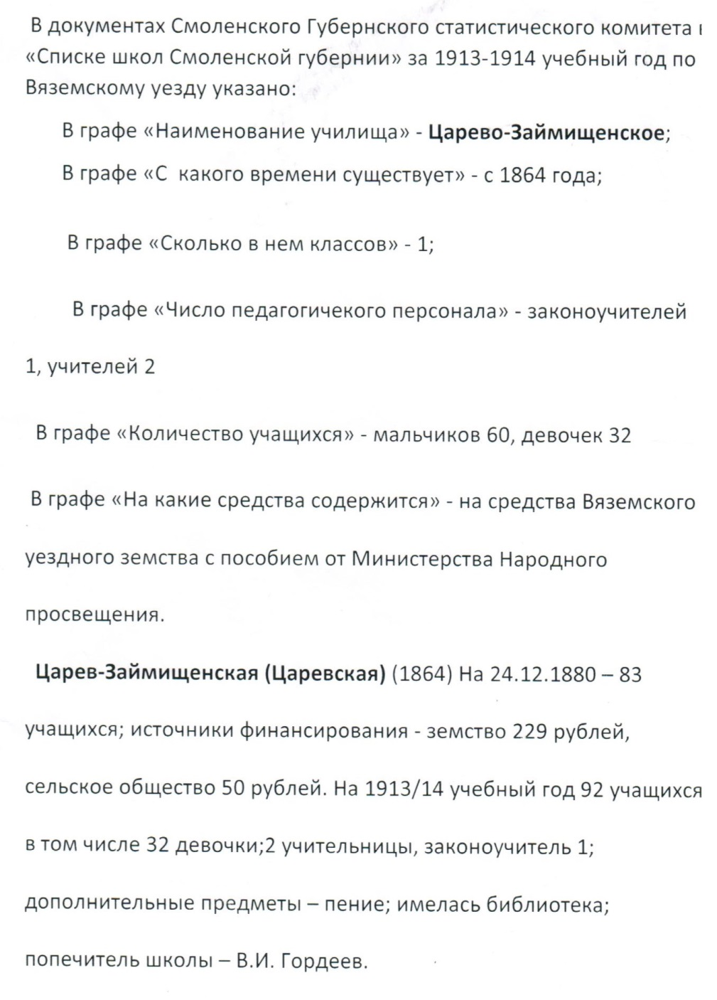 В документах Смоленского Губернского статистического комитета
«Списке школ Смоленской губернии» за 1913-1914 учебный год по
Вяземскому уезду указано:
В графе «Наименование училища» - Царево-Займищенское;
В графе «С какого времени существует» - с 1864 года;
В графе «Сколько в нем классов» - 1;
В графе «Число педагогичекого персонала» - законоучителей
1, учителей 2
В графе «Количество учащихся» - мальчиков 60, девочек 32
В графе «На какие средства содержится» - на средства Вяземского
уездного земства с пособием от Министерства Народного
просвещения.
Царев-Займищенская (Царевская) (1864) На 24.12.1880 – 83
учащихся; источники финансирования - земство 229 рублей,
сельское общество 50 рублей. На 1913/14 учебный год 92 учащихся
в том числе 32 девочки;2 учительницы, законоучитель 1;
дополнительные предметы – пение; имелась библиотека;
попечитель школы – В.И. Гордеев.